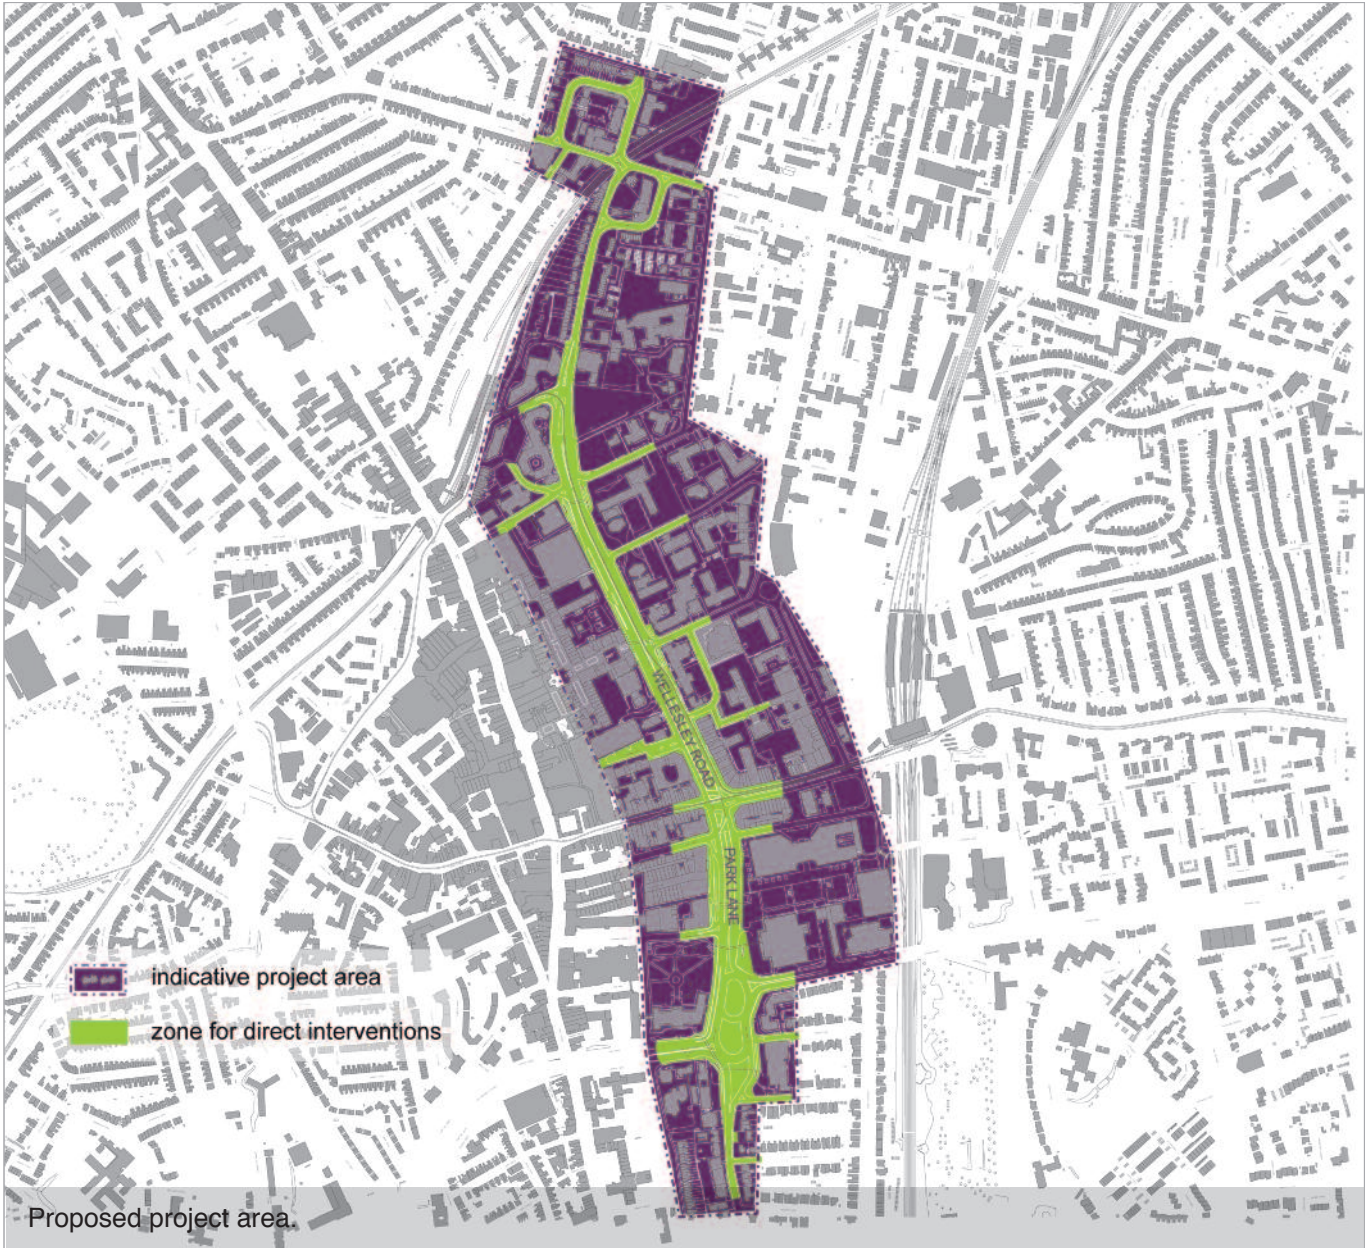 WELLESLEY ROAD
PARK LANE
indicative project area
zone for direct interventions
Proposed project area.